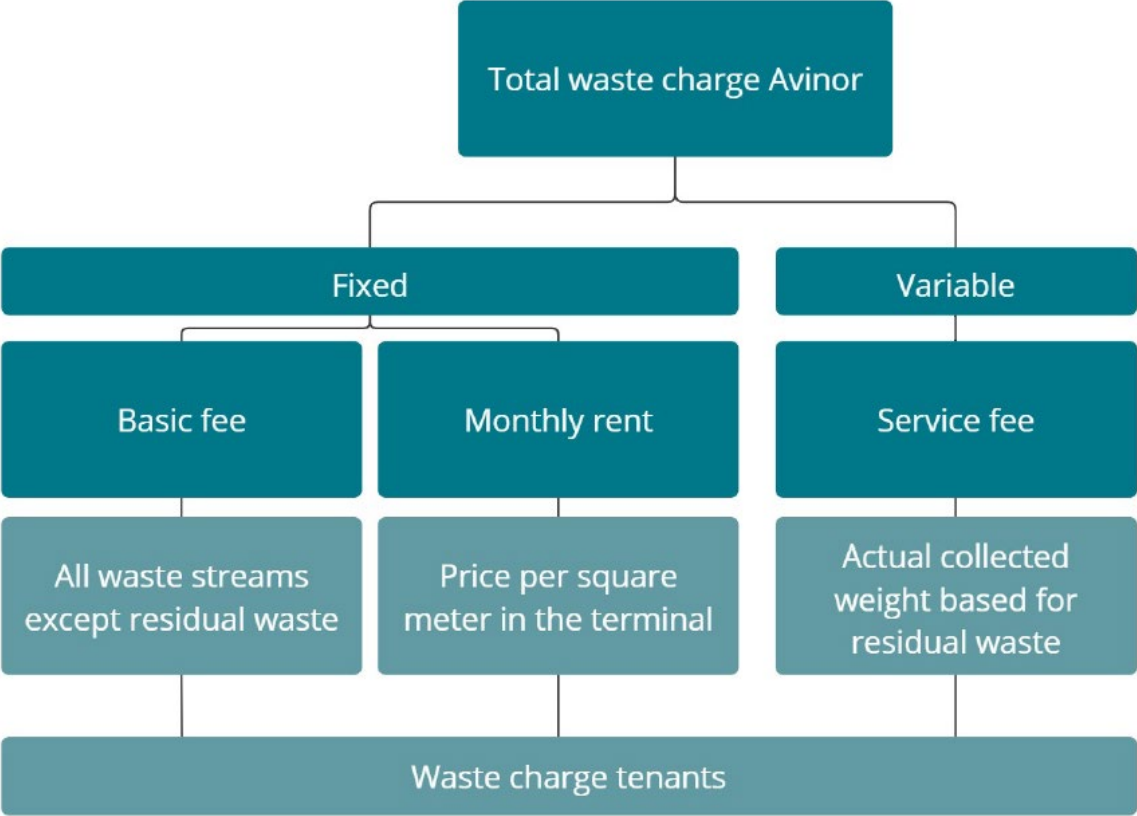 Total waste charge Avinor
Fixed
Variable
Basic fee
Monthly rent
Service fee
All waste streams
except residual waste
Price per square
meter in the terminal
Actual collected
weight based for
residual waste
Waste charge tenants